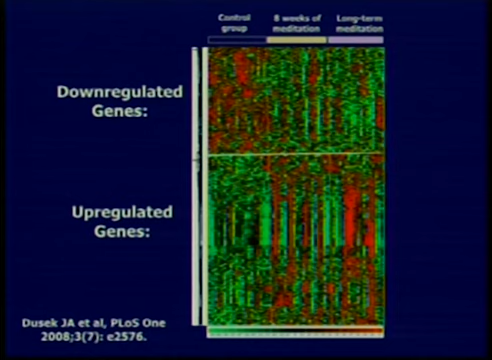 Control
group
8 weeks of
meditation
Long-term
meditation
Downregulated
Genes:
Upregulated
Genes:
Dusek JA et al, PLoS One
2008;3(7): e2576.